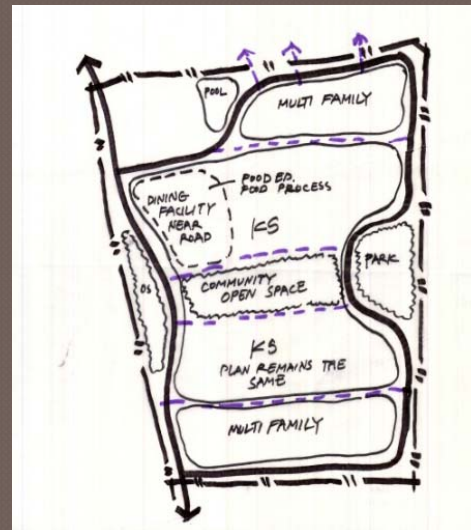 POOL
MULTI FAMILY
FOOD ED.
FOOD PROCESS
DINING
FACILITY
NEAR
ROAD
KS
PARK
OS
COMMUNITY
OPEN SPACE
KS
PLAN REMAINS THE
SAME
MULTI FAMILY